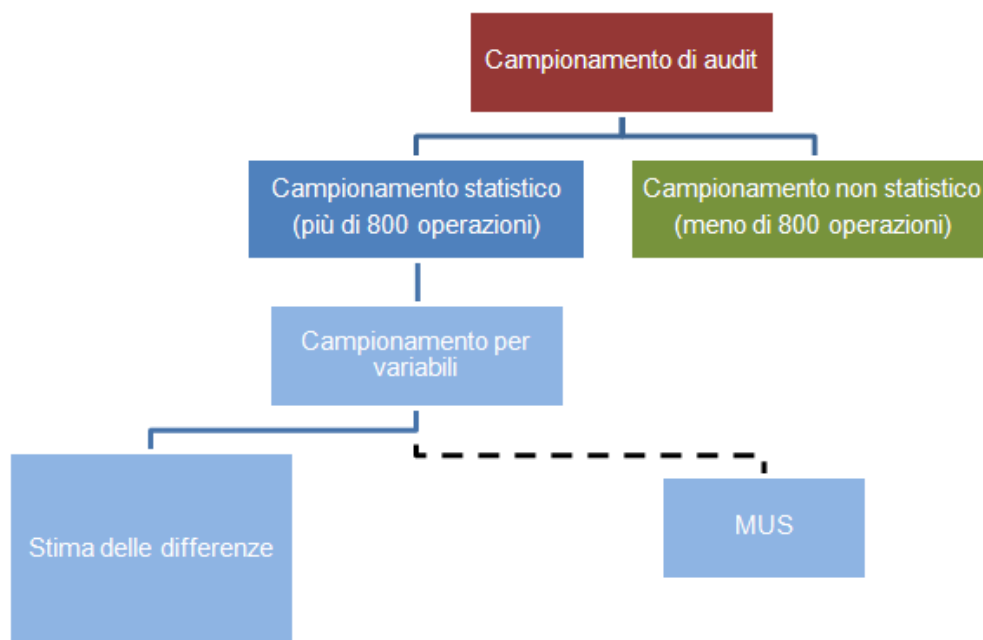 Campionamento di audit
Campionamento statistico
(più di 800 operazioni)
Campionamento non statistico
(meno di 800 operazioni)
Campionamento per
variabili
Stima delle differenze
MUS